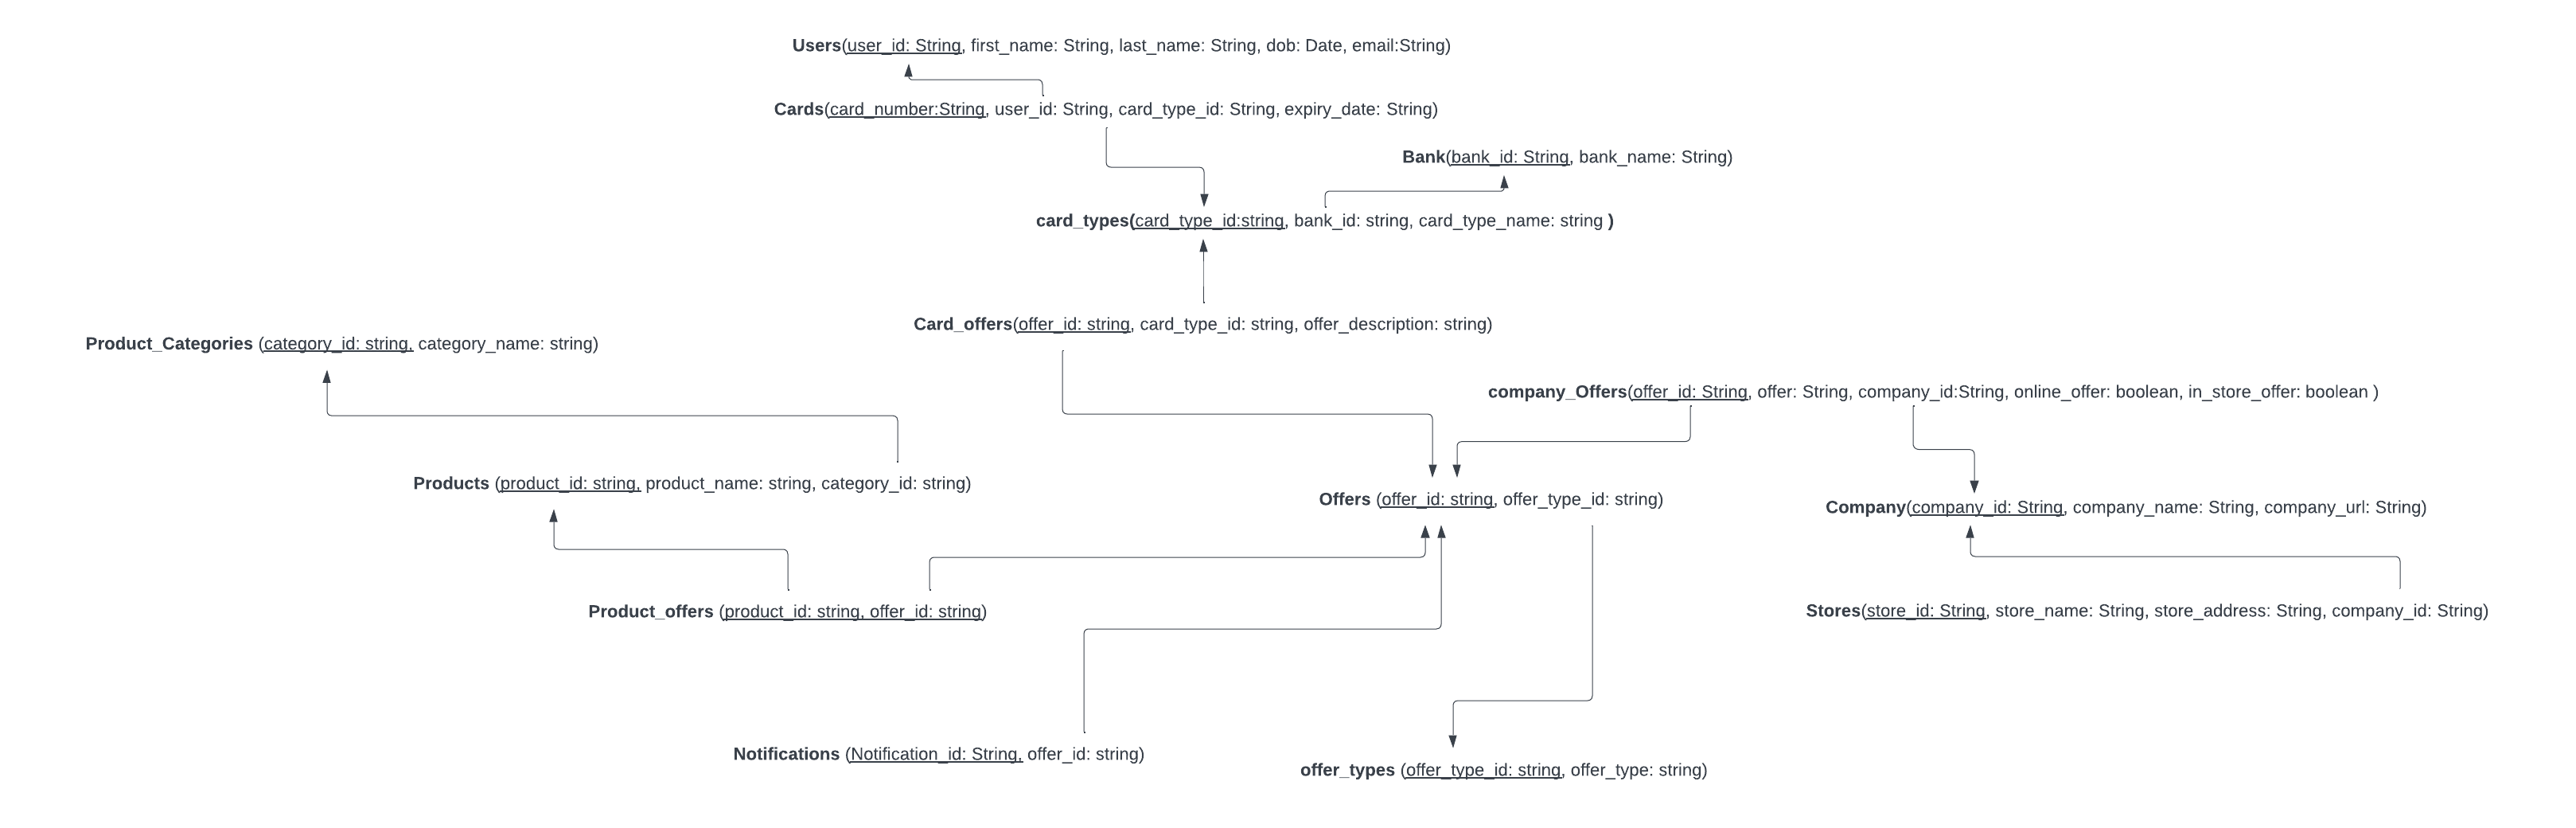 Users(user_id: String, first_name: String, last_name: String, dob: Date, email:String)
Cards(card_number:String, user_id: String, card_type_id: String, expiry_date: String)
Bank(bank_id: String, bank_name: String)
card_types(card_type_id:string, bank_id: string, card_type_name: string )
Card_offers(offer_id: string, card_type_id: string, offer_description: string)
Product_Categories (category_id: string, category_name: string)
company_Offers(offer_id: String, offer: String, company_id:String, online_offer: boolean, in_store_offer: boolean )
Products (product_id: string, product_name: string, category_id: string)
Offers (offer_id: string, offer_type_id: string)
Company(company_id: String, company_name: String, company_url: String)
Product_offers (product_id: string, offer_id: string)
Stores(store_id: String, store_name: String, store_address: String, company_id: String)
Notifications (Notification_id: String, offer_id: string)
offer_types (offer_type_id: string, offer_type: string)